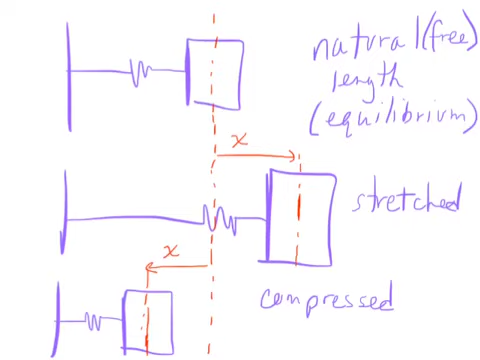 natural (free)
length
(equilibrium)
x
stretched
x
compressed